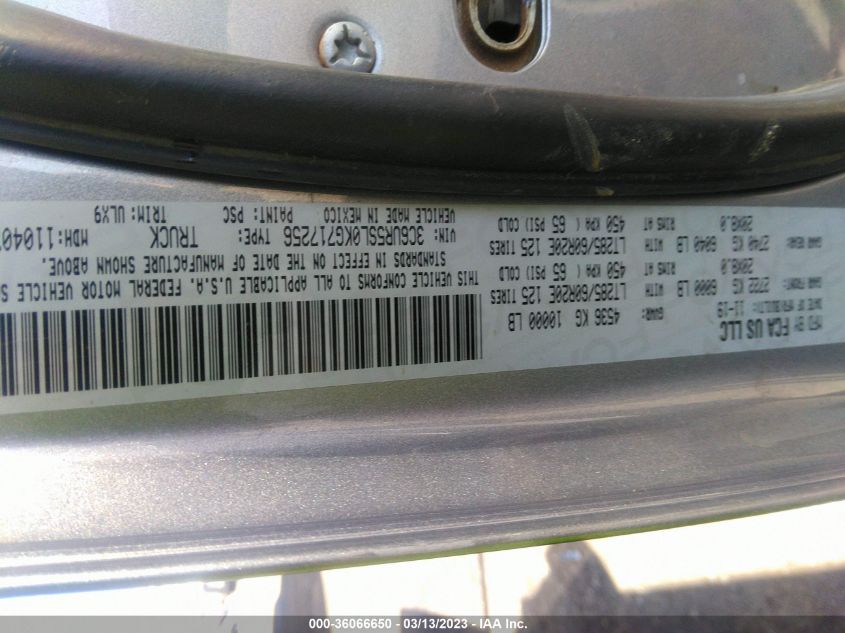 MFD BY FCA US LLC
DATE OF MFR/BUILT: 11-19
GVWR: 4536 KG 10000 LB
GAWR FRONT: 2722 KG 6000 LB WITH LT285/60R20E 125 TIRES
20X8.0 RIMS AT 450 KPA ( 65 PSI) COLD
GAWR REAR: 2740 KG 6040 LB WITH LT285/60R20E 125 TIRES
20X8.0 RIMS AT 450 KPA ( 65 PSI) COLD
THIS VEHICLE CONFORMS TO ALL APPLICABLE U.S.A. FEDERAL MOTOR VEHICLE
STANDARDS IN EFFECT ON THE DATE OF MANUFACTURE SHOWN ABOVE.
VIN: 3C6UR5SL0KG717256 TYPE: TRUCK MDH: 11040
VEHICLE MADE IN MEXICO PAINT: PSC TRIM: ULX9
000-36066650 - 03/13/2023 - IAA Inc.